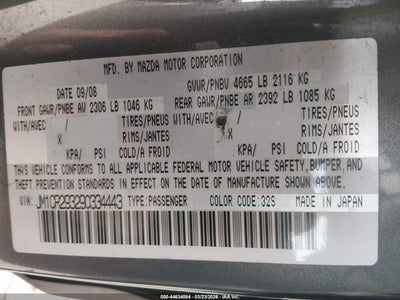 MFD. BY MAZDA MOTOR CORPORATION
DATE 09/08
GVWR/PNBV 4665 LB 2116 KG
FRONT GAWR/PNBE AV 2306 LB 1046 KG
REAR GAWR/PNBE AR 2392 LB 1085 KG
WITH/AVEC / TIRES/PNEUS WITH/AVEC / TIRES/PNEUS
X RIMS/JANTES X RIMS/JANTES
KPA/ PSI COLD/A FROID KPA/ PSI COLD/A FROID
THIS VEHICLE CONFORMS TO ALL APPLICABLE FEDERAL MOTOR VEHICLE SAFETY,BUMPER,AND
THEFT PREVENTION STANDARDS IN EFFECT ON THE DATE OF MANUFACTURE SHOWN ABOVE.
VIN: JM1CR293290334443 TYPE:PASSENGER COLOR CODE:32S MADE IN JAPAN
44634084 - 03/23/2026 -